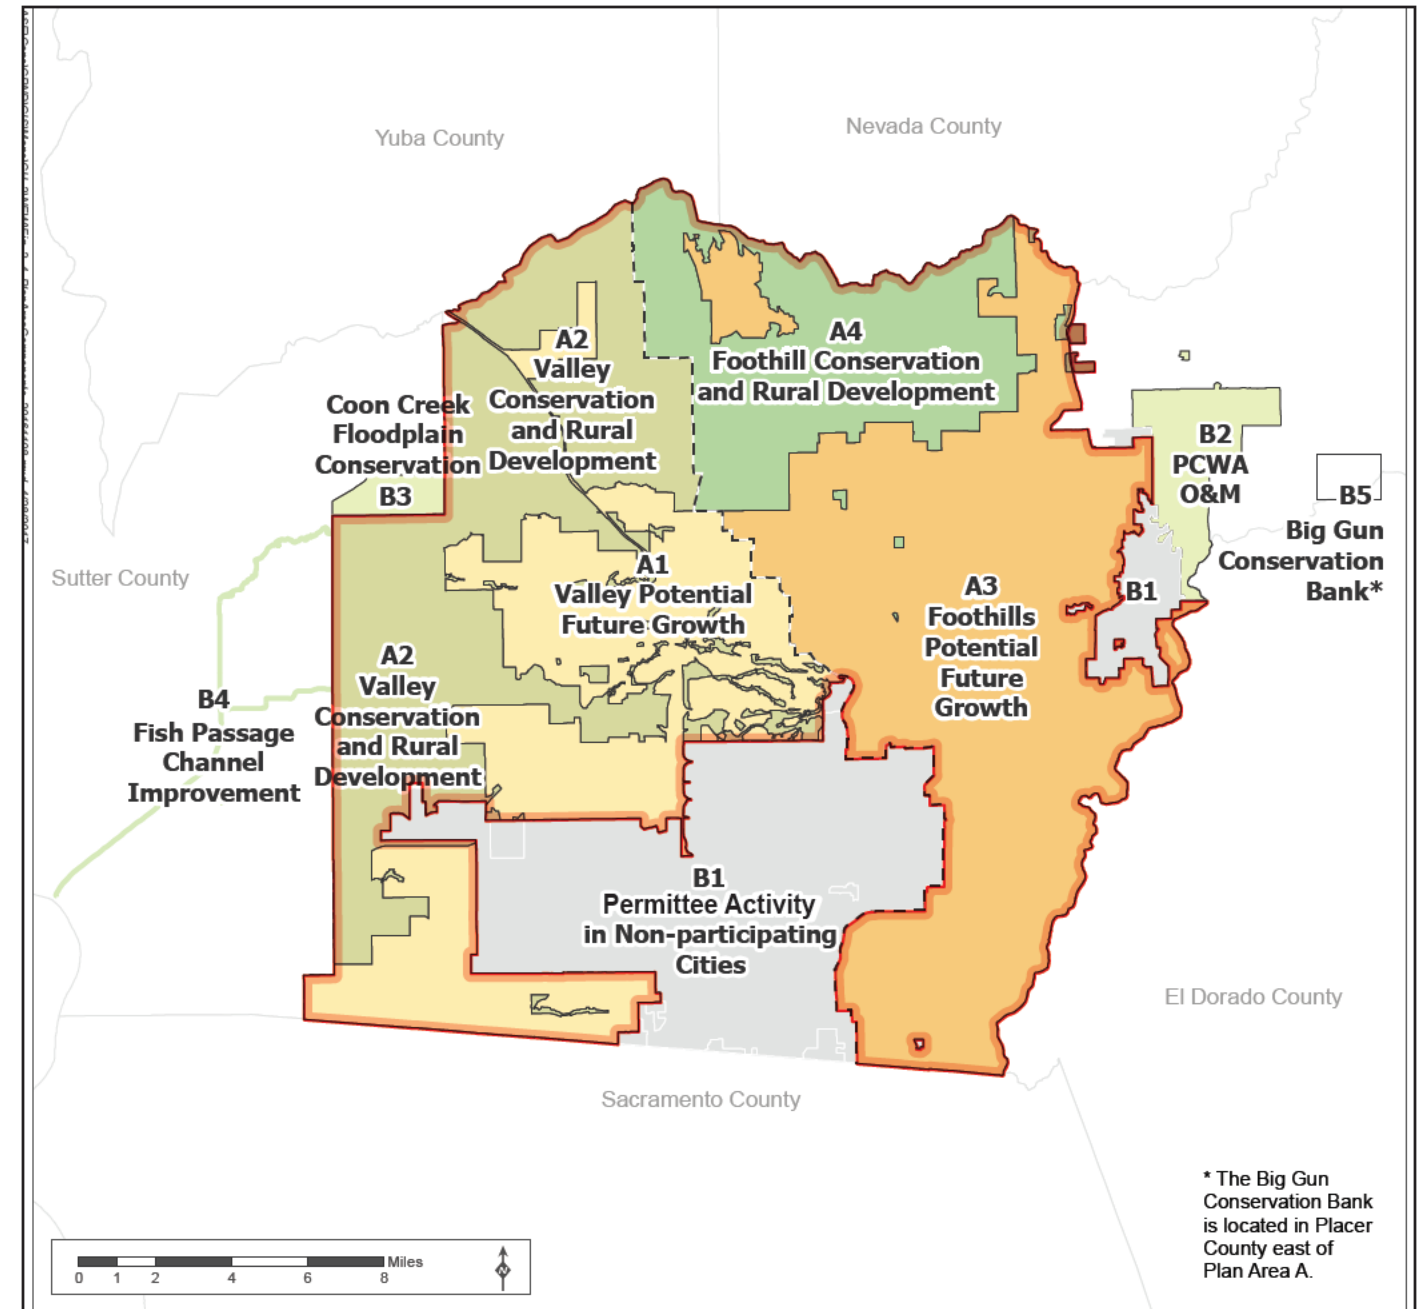 Yuba County
Nevada County
A4
Foothill Conservation
and Rural Development
A2
Valley
Conservation
and Rural
Development
Coon Creek
Floodplain
Conservation
B3
B2
PCWA
O&M
B5
Big Gun
Conservation
Bank*
Sutter County
A1
Valley Potential
Future Growth
A3
Foothills
Potential
Future
Growth
B1
A2
Valley
Conservation
and Rural
Development
B4
Fish Passage
Channel
Improvement
B1
Permittee Activity
in Non-participating
Cities
El Dorado County
Sacramento County
* The Big Gun
Conservation Bank
is located in Placer
County east of
Plan Area A.
Miles
0 1 2 4 6 8
N